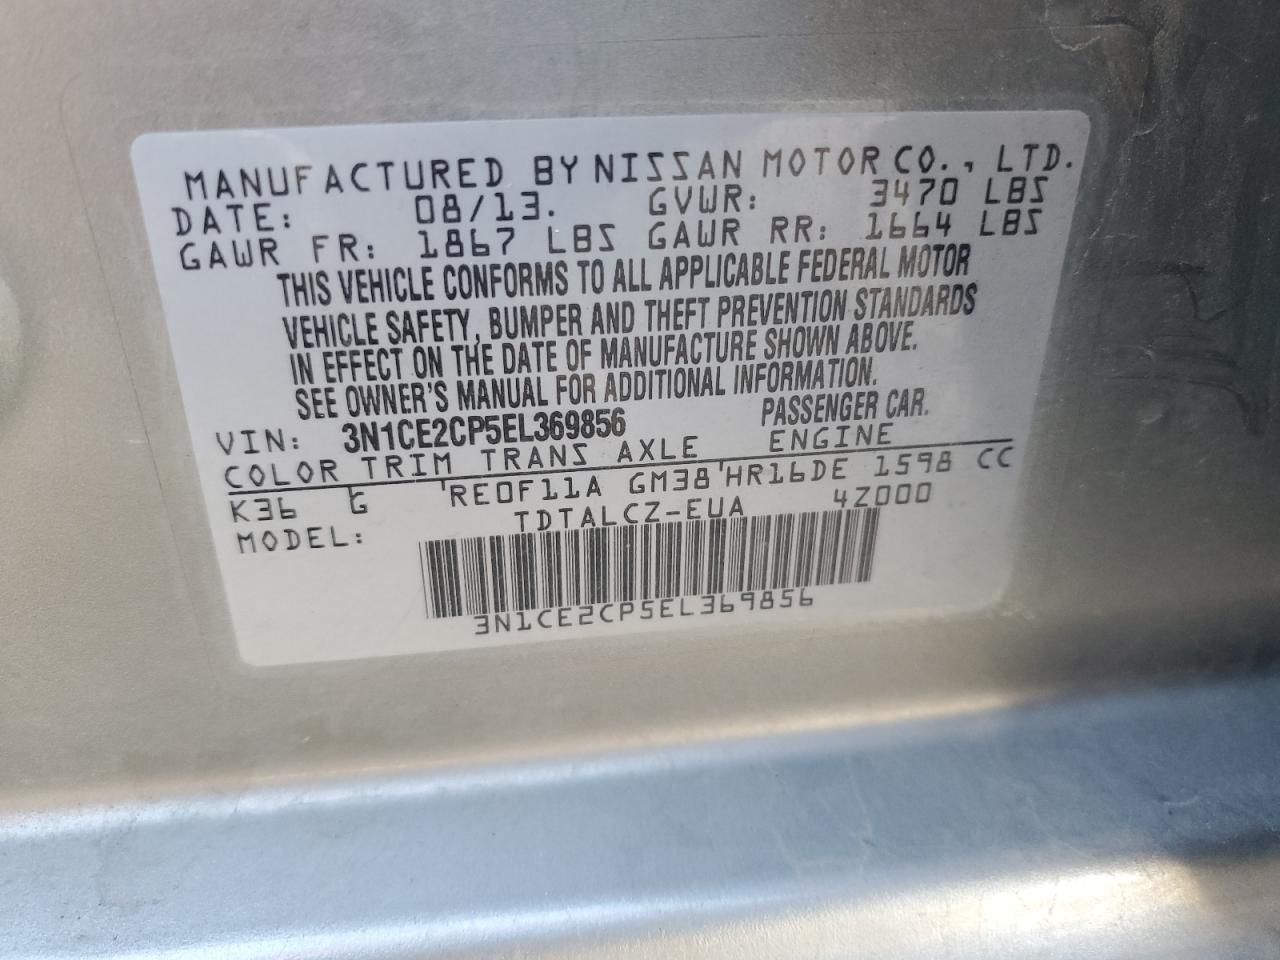 MANUFACTURED BY NISSAN MOTOR CO., LTD.
DATE: 08/13. GVWR: 3470 LBS
GAWR FR: 1867 LBS GAWR RR: 1664 LBS
THIS VEHICLE CONFORMS TO ALL APPLICABLE FEDERAL MOTOR
VEHICLE SAFETY, BUMPER AND THEFT PREVENTION STANDARDS
IN EFFECT ON THE DATE OF MANUFACTURE SHOWN ABOVE.
SEE OWNER'S MANUAL FOR ADDITIONAL INFORMATION.
VIN: 3N1CE2CP5EL369856 PASSENGER CAR.
COLOR TRIM TRANS AXLE ENGINE
K36 G RE0F11A GM38 HR16DE 1598 CC
MODEL: TDTALCZ-EUA 4Z000
3N1CE2CP5EL369856